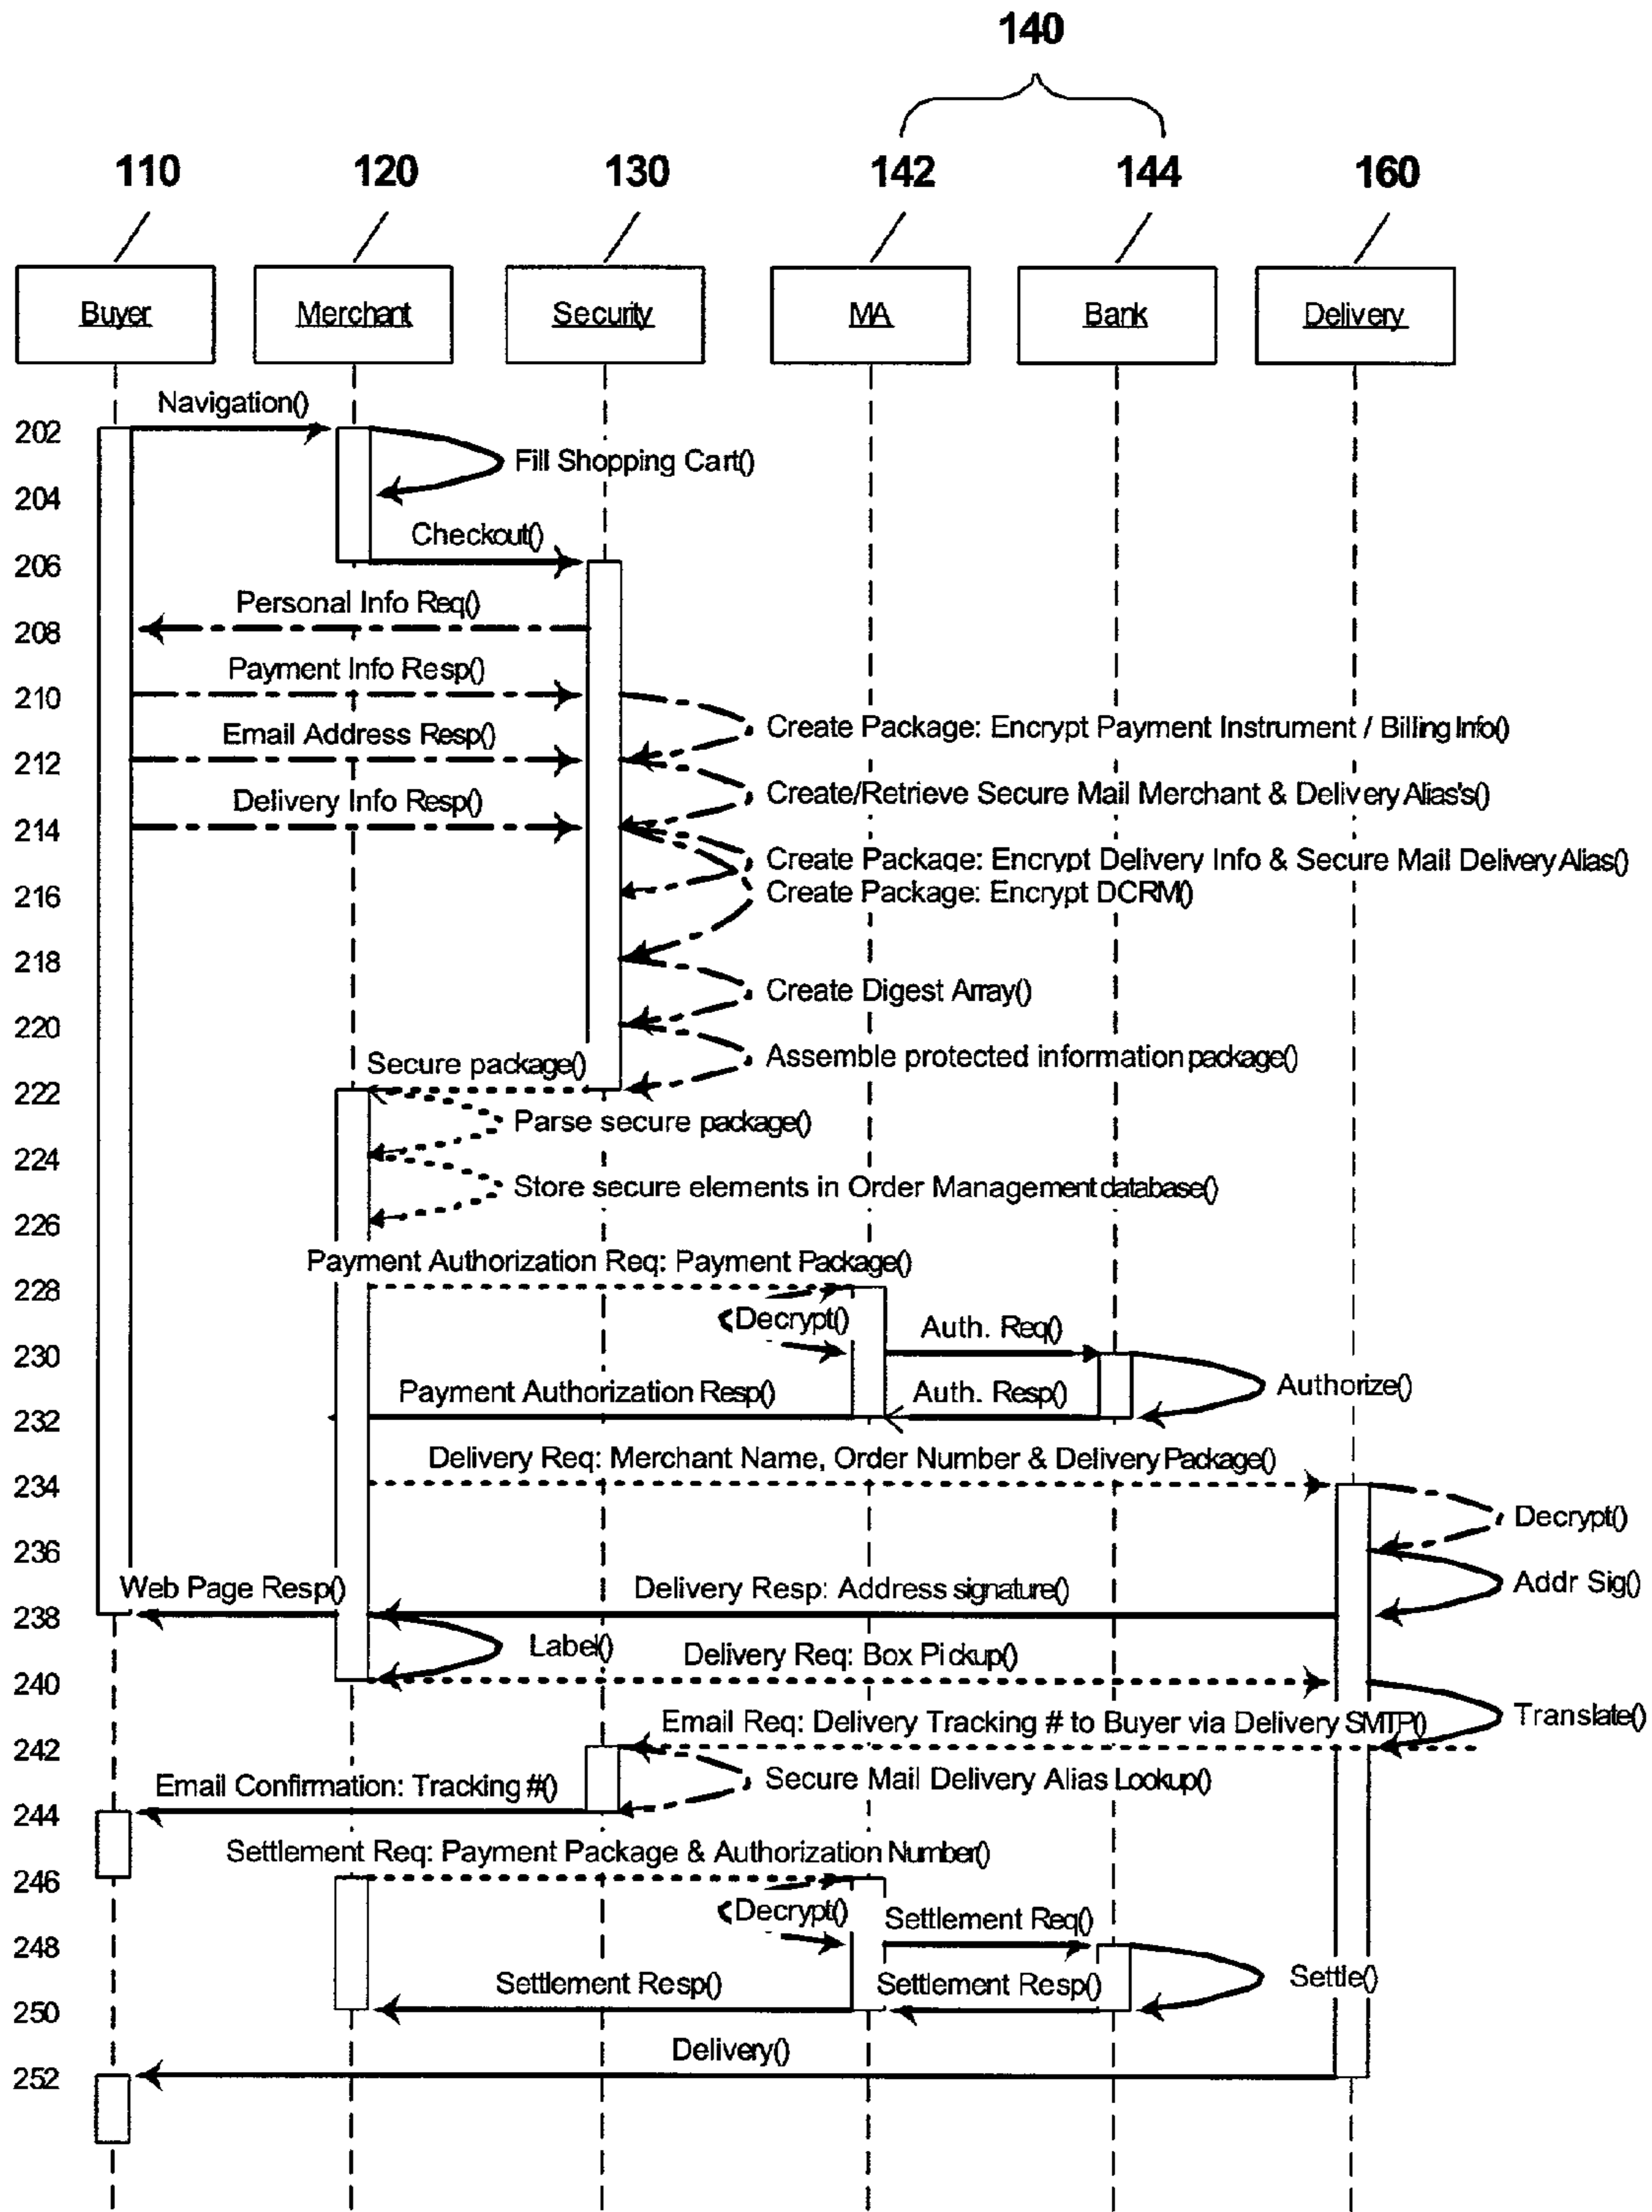 140
110 120 130 142 144 160
Buyer Merchant Security MA Bank Delivery
Navigation()
202
Fill Shopping Cart()
204
Checkout()
206
Personal Info Req()
208
Payment Info Resp()
210
Create Package: Encrypt Payment Instrument / Billing Info()
Email Address Resp()
212
Create/Retrieve Secure Mail Merchant & Delivery Alias's()
Delivery Info Resp()
214
Create Package: Encrypt Delivery Info & Secure Mail Delivery Alias()
216
Create Package: Encrypt DCRM()
218
Create Digest Array()
220
Assemble protected information package()
Secure package()
222
Parse secure package()
224
Store secure elements in Order Management database()
226
Payment Authorization Req: Payment Package()
228
Decrypt() Auth. Req()
230
Authorize()
Payment Authorization Resp() Auth. Resp()
232
Delivery Req: Merchant Name, Order Number & Delivery Package()
234
Decrypt()
236
Addr Sig()
Web Page Resp() Delivery Resp: Address signature()
238
Label() Delivery Req: Box Pickup()
240
Translate()
Email Req: Delivery Tracking # to Buyer via Delivery SMTP()
242
Secure Mail Delivery Alias Lookup()
Email Confirmation: Tracking #()
244
Settlement Req: Payment Package & Authorization Number()
246
Decrypt() Settlement Req()
248
Settle()
Settlement Resp() Settlement Resp()
250
Delivery()
252